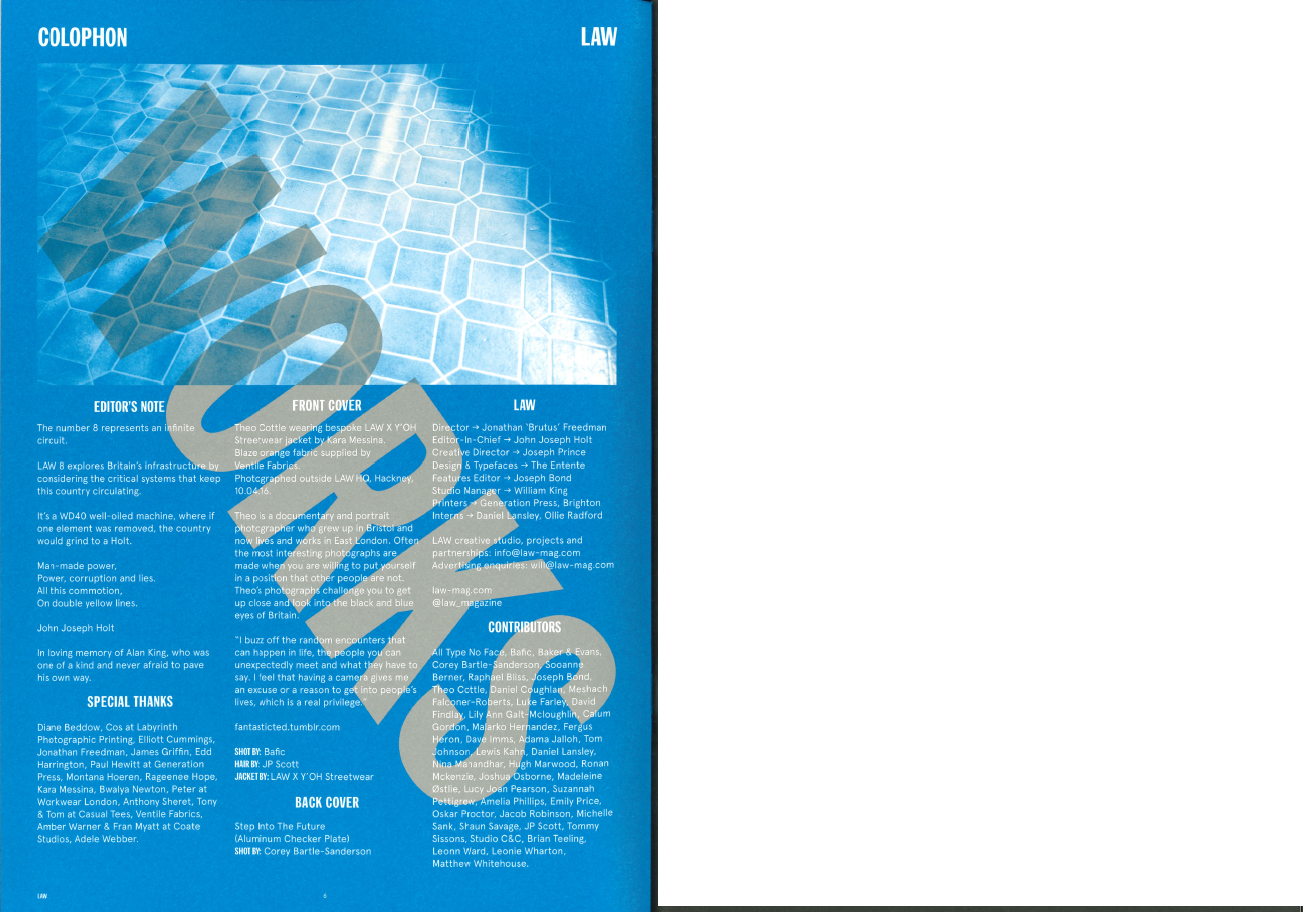 COLOPHON
LAW
WORKS
EDITOR'S NOTE
The number 8 represents an infinite
circuit.
LAW 8 explores Britain's infrastructure by
considering the critical systems that keep
this country circulating.
It's a WD40 well-oiled machine, where if
one element was removed, the country
would grind to a Holt.
Man-made power,
Power, corruption and lies.
All this commotion,
On double yellow lines.
John Joseph Holt
In loving memory of Alan King, who was
one of a kind and never afraid to pave
his own way.
SPECIAL THANKS
Diane Beddow, Cos at Labyrinth
Photographic Printing, Elliott Cummings,
Jonathan Freedman, James Griffin, Edd
Harrington, Paul Hewitt at Generation
Press, Montana Hoeren, Rageenee Hope,
Kara Messina, Bwalya Newton, Peter at
Workwear London, Anthony Sheret, Tony
& Tom at Casual Tees, Ventile Fabrics,
Amber Warner & Fran Myatt at Coate
Studios, Adele Webber.
FRONT COVER
Theo Cottle wearing bespoke LAW X Y'OH
Streetwear jacket by Kara Messina.
Blaze orange fabric supplied by
Ventile Fabrics.
Photographed outside LAW HQ, Hackney,
10.04.16.
Theo is a documentary and portrait
photographer who grew up in Bristol and
now lives and works in East London. Often
the most interesting photographs are
made when you are willing to put yourself
in a position that other people are not.
Theo's photographs challenge you to get
up close and look into the black and blue
eyes of Britain.
"I buzz off the random encounters that
can happen in life, the people you can
unexpectedly meet and what they have to
say. I feel that having a camera gives me
an excuse or a reason to get into people's
lives, which is a real privilege."
fantasticted.tumblr.com
SHOT BY: Bafic
HAIR BY: JP Scott
JACKET BY: LAW X Y'OH Streetwear
BACK COVER
Step Into The Future
(Aluminum Checker Plate)
SHOT BY: Corey Bartle-Sanderson
LAW
Director → Jonathan 'Brutus' Freedman
Editor-In-Chief → John Joseph Holt
Creative Director → Joseph Prince
Design & Typefaces → The Entente
Features Editor → Joseph Bond
Studio Manager → William King
Printers → Generation Press, Brighton
Interns → Daniel Lansley, Ollie Radford
LAW creative studio, projects and
partnerships: info@law-mag.com
Advertising enquiries: will@law-mag.com
law-mag.com
@law_magazine
CONTRIBUTORS
All Type No Face, Bafic, Baker & Evans,
Corey Bartle-Sanderson, Sooanne
Berner, Raphael Bliss, Joseph Bond,
Theo Cottle, Daniel Coughlan, Meshach
Falconer-Roberts, Luke Farley, David
Findlay, Lily Ann Galt-Mcloughlin, Calum
Gordon, Malarko Hernandez, Fergus
Heron, Dave Imms, Adama Jalloh, Tom
Johnson, Lewis Kahn, Daniel Lansley,
Nina Manandhar, Hugh Marwood, Ronan
Mckenzie, Joshua Osborne, Madeleine
Østlie, Lucy Joan Pearson, Suzannah
Pettigrew, Amelia Phillips, Emily Price,
Oskar Proctor, Jacob Robinson, Michelle
Sank, Shaun Savage, JP Scott, Tommy
Sissons, Studio C&C, Brian Teeling,
Leonn Ward, Leonie Wharton,
Matthew Whitehouse.
LAW
6